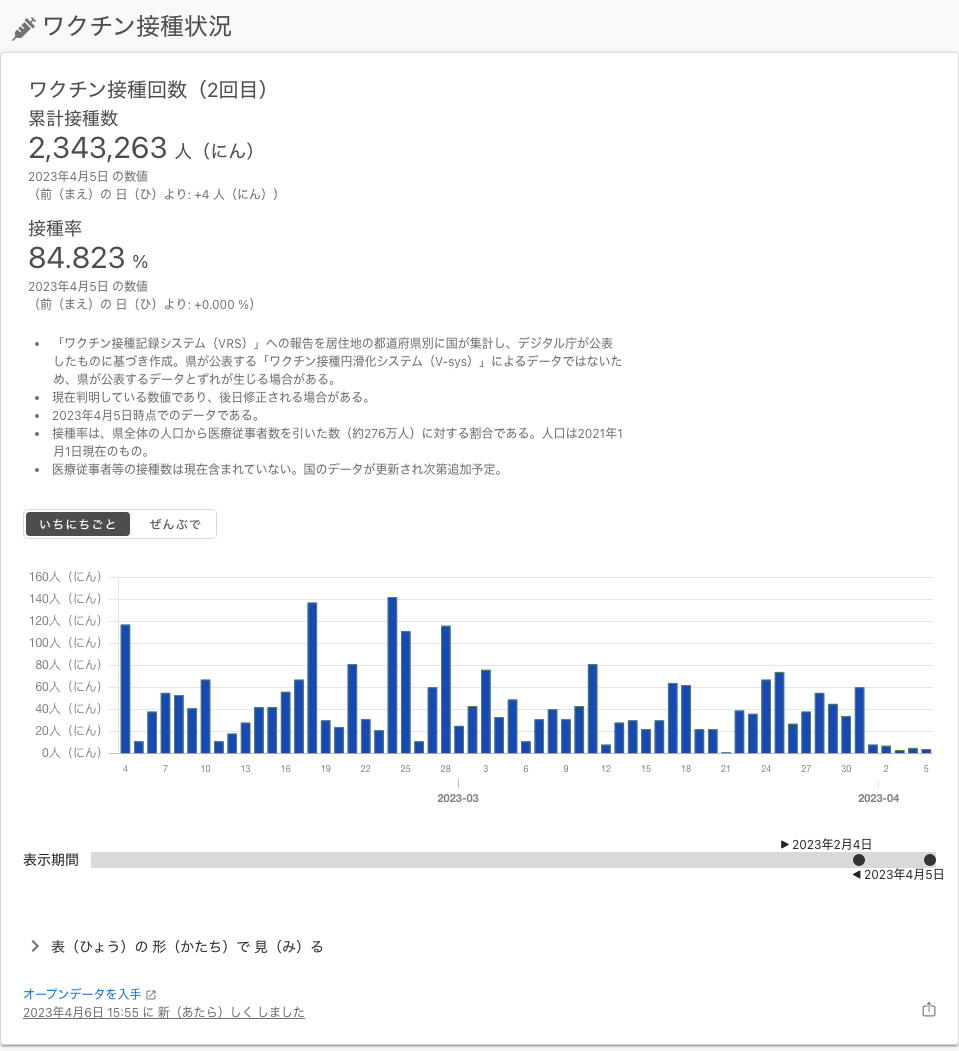 ワクチン接種状況
ワクチン接種回数（2回目）
累計接種数
2,343,263 人（にん）
2023年4月5日 の数値
（前（まえ）の 日（ひ）より: +4 人（にん））
接種率
84.823 %
2023年4月5日 の数値
（前（まえ）の 日（ひ）より: +0.000 %）
• 「ワクチン接種記録システム（VRS）」への報告を居住地の都道府県別に国が集計し、デジタル庁が公表
したものに基づき作成。県が公表する「ワクチン接種円滑化システム（V-sys）」によるデータではないた
め、県が公表するデータとずれが生じる場合がある。
• 現在判明している数値であり、後日修正される場合がある。
• 2023年4月5日時点でのデータである。
• 接種率は、県全体の人口から医療従事者数を引いた数（約276万人）に対する割合である。人口は2021年1
月1日現在のもの。
• 医療従事者等の接種数は現在含まれていない。国のデータが更新され次第追加予定。
いちにちごと ぜんぶで
160人（にん）
140人（にん）
120人（にん）
100人（にん）
80人（にん）
60人（にん）
40人（にん）
20人（にん）
0人（にん）
4 7 10 13 16 19 22 25 28 3 6 9 12 15 18 21 24 27 30 2 5
2023-03 2023-04
▶ 2023年2月4日
表示期間
◀ 2023年4月5日
表（ひょう）の 形（かたち）で 見（み）る
オープンデータを入手
2023年4月6日 15:55 に 新（あたら）しく しました